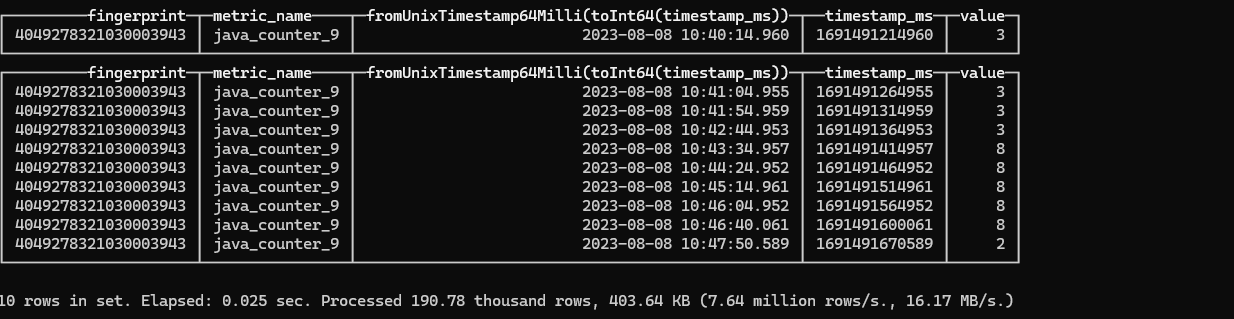 fingerprint metric_name fromUnixTimestamp64Milli(toInt64(timestamp_ms)) timestamp_ms value
4049278321030003943 java_counter_9 2023-08-08 10:40:14.960 1691491214960 3
fingerprint metric_name fromUnixTimestamp64Milli(toInt64(timestamp_ms)) timestamp_ms value
4049278321030003943 java_counter_9 2023-08-08 10:41:04.955 1691491264955 3
4049278321030003943 java_counter_9 2023-08-08 10:41:54.959 1691491314959 3
4049278321030003943 java_counter_9 2023-08-08 10:42:44.953 1691491364953 3
4049278321030003943 java_counter_9 2023-08-08 10:43:34.957 1691491414957 8
4049278321030003943 java_counter_9 2023-08-08 10:44:24.952 1691491464952 8
4049278321030003943 java_counter_9 2023-08-08 10:45:14.961 1691491514961 8
4049278321030003943 java_counter_9 2023-08-08 10:46:04.952 1691491564952 8
4049278321030003943 java_counter_9 2023-08-08 10:46:40.061 1691491600061 8
4049278321030003943 java_counter_9 2023-08-08 10:47:50.589 1691491670589 2
10 rows in set. Elapsed: 0.025 sec. Processed 190.78 thousand rows, 403.64 KB (7.64 million rows/s., 16.17 MB/s.)